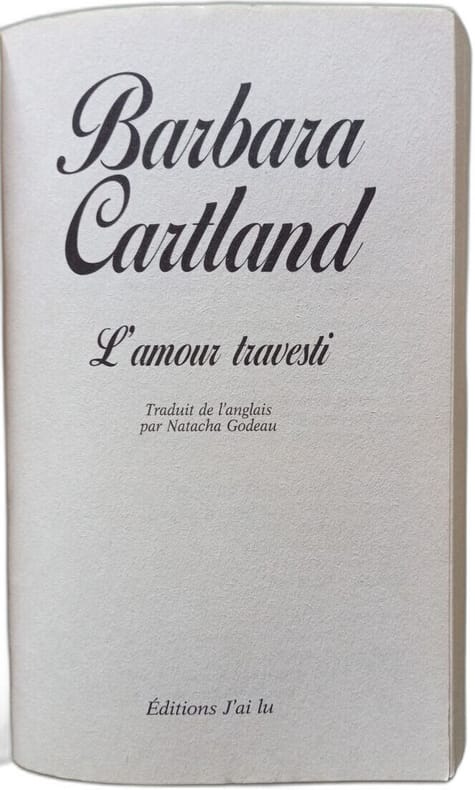 Barbara
Cartland
L'amour travesti
Traduit de l'anglais
par Natacha Godeau
Éditions J'ai lu